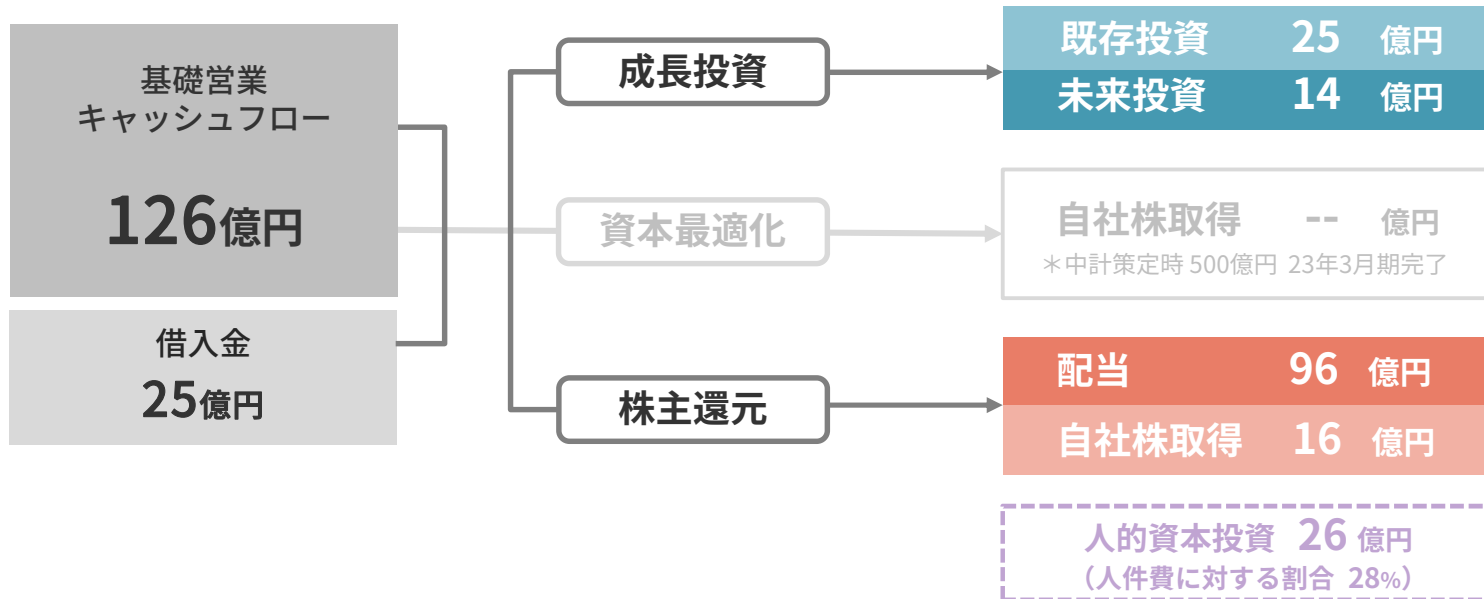 基礎営業
キャッシュフロー
126億円
借入金
25億円
成長投資
資本最適化
株主還元
既存投資 25 億円
未来投資 14 億円
自社株取得 -- 億円
＊中計策定時 500億円 23年3月期完了
配当 96 億円
自社株取得 16 億円
人的資本投資 26 億円
（人件費に対する割合 28%）